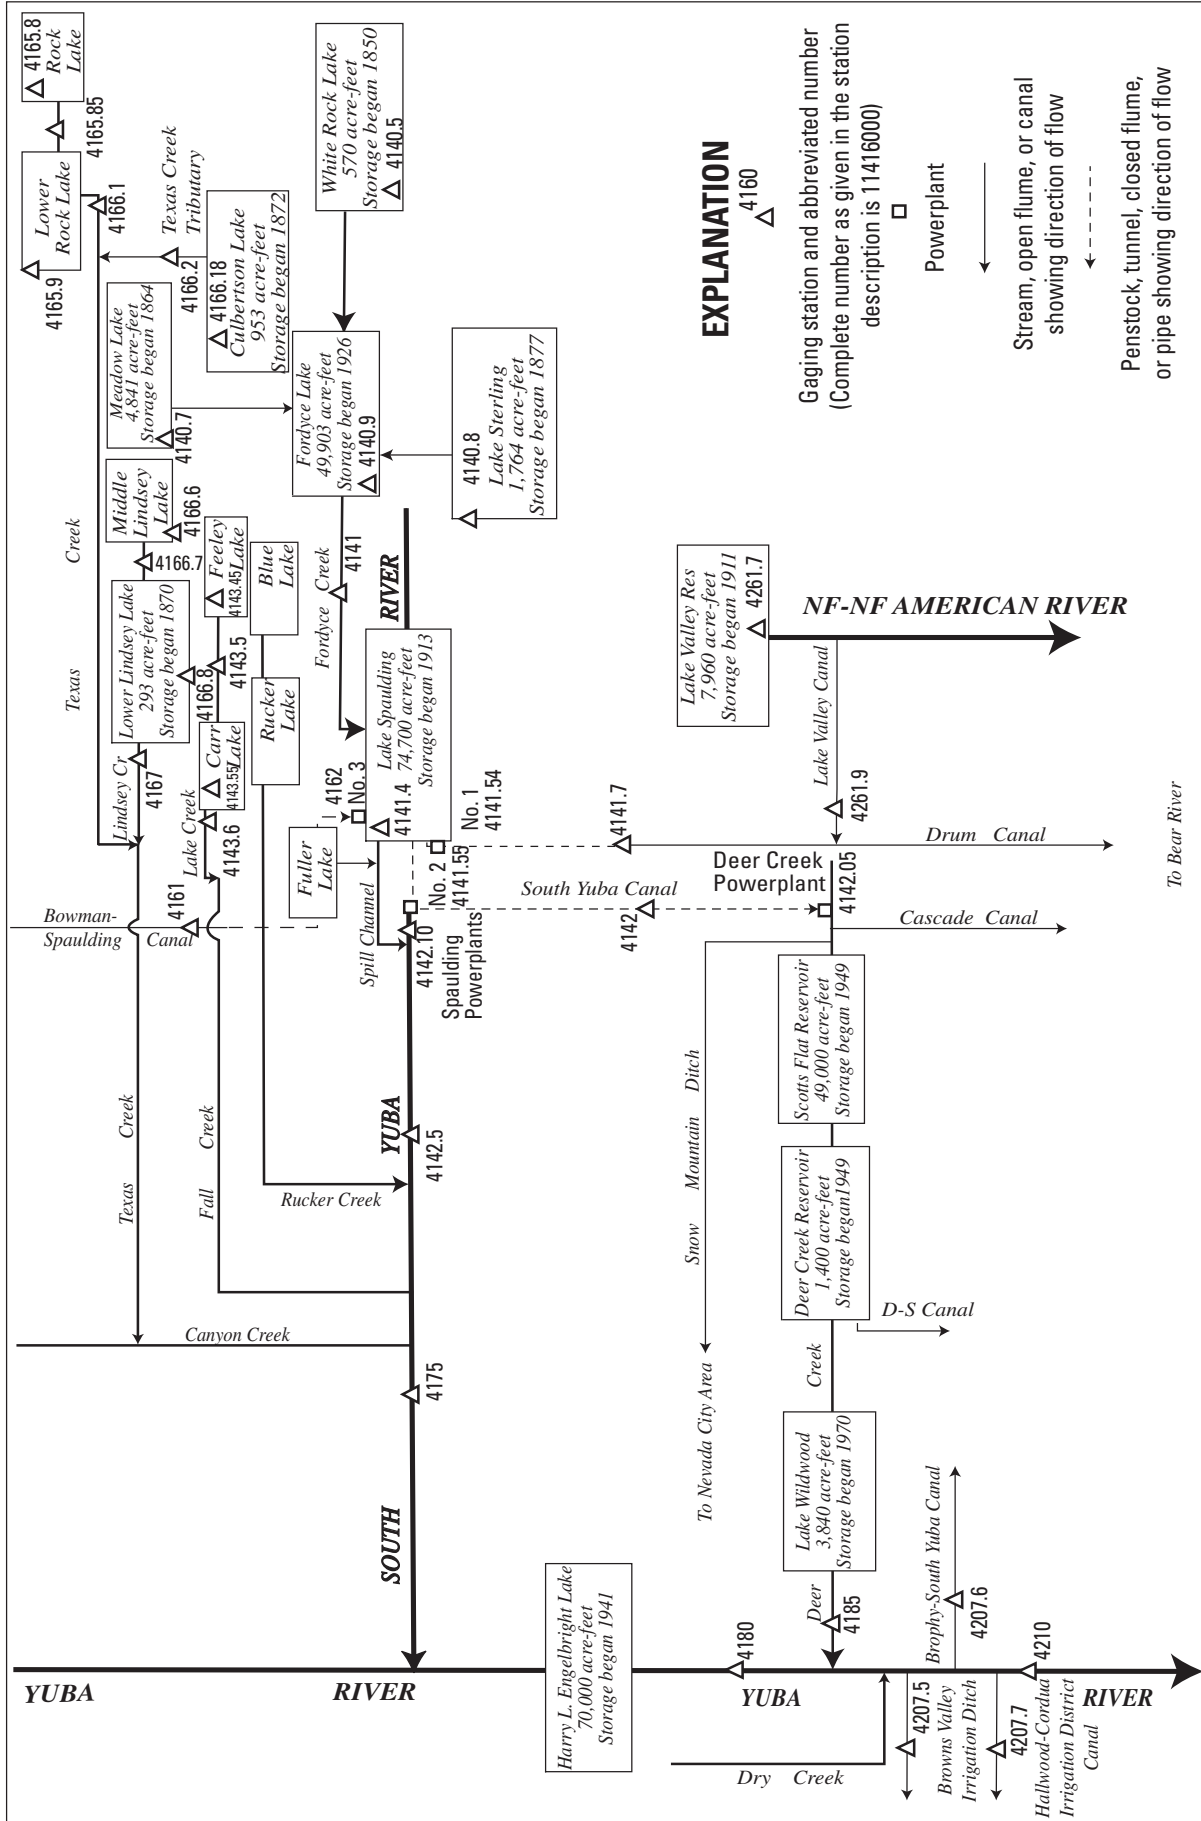 4165.8
Rock
Lake
4165.85
Lower
Rock Lake
4165.9
4166.1
Texas Creek
Tributary
4166.2
4166.18
Culbertson Lake
953 acre-feet
Storage began 1872
White Rock Lake
570 acre-feet
Storage began 1850
4140.5
Meadow Lake
4,841 acre-feet
Storage began 1864
4140.7
Fordyce Lake
49,903 acre-feet
Storage began 1926
4140.9
4140.8
Lake Sterling
1,764 acre-feet
Storage began 1877
Creek
Texas
Middle
Lindsey
Lake
4166.6
4166.7
Lower Lindsey Lake
293 acre-feet
Storage began 1870
4166.8
Lindsey Cr
4167
Feeley
Lake
4143.45
4143.5
Carr
Lake
4143.55
Lake Creek
4143.6
Blue
Lake
Rucker
Lake
Fordyce Creek
4141
RIVER
Lake Spaulding
74,700 acre-feet
Storage began 1913
4141.4
4162
No. 3
Fuller
Lake
No. 1
4141.54
No. 2
4141.55
Spill Channel
4142.10
Spaulding
Powerplants
Bowman-
Spaulding Canal
4161
Texas Creek
Fall Creek
Rucker Creek
YUBA
4142.5
Canyon Creek
4175
SOUTH
Lake Valley Res
7,960 acre-feet
Storage began 1911
4261.7
NF-NF AMERICAN RIVER
Lake Valley Canal
4261.9
4141.7
Drum Canal
To Bear River
South Yuba Canal
4142
Deer Creek
Powerplant
4142.05
Cascade Canal
Snow Mountain Ditch
To Nevada City Area
Scotts Flat Reservoir
49,000 acre-feet
Storage began 1949
Deer Creek Reservoir
1,400 acre-feet
Storage began1949
D-S Canal
Creek
Lake Wildwood
3,840 acre-feet
Storage began 1970
Deer
4185
YUBA RIVER
Harry L. Engelbright Lake
70,000 acre-feet
Storage began 1941
4180
YUBA RIVER
Dry Creek
Brophy-South Yuba Canal
4207.6
4207.5
Browns Valley
Irrigation Ditch
4207.7
Hallwood-Cordua
Irrigation District
Canal
4210
EXPLANATION
4160
Gaging station and abbreviated number
(Complete number as given in the station
description is 11416000)
Powerplant
Stream, open flume, or canal
showing direction of flow
Penstock, tunnel, closed flume,
or pipe showing direction of flow